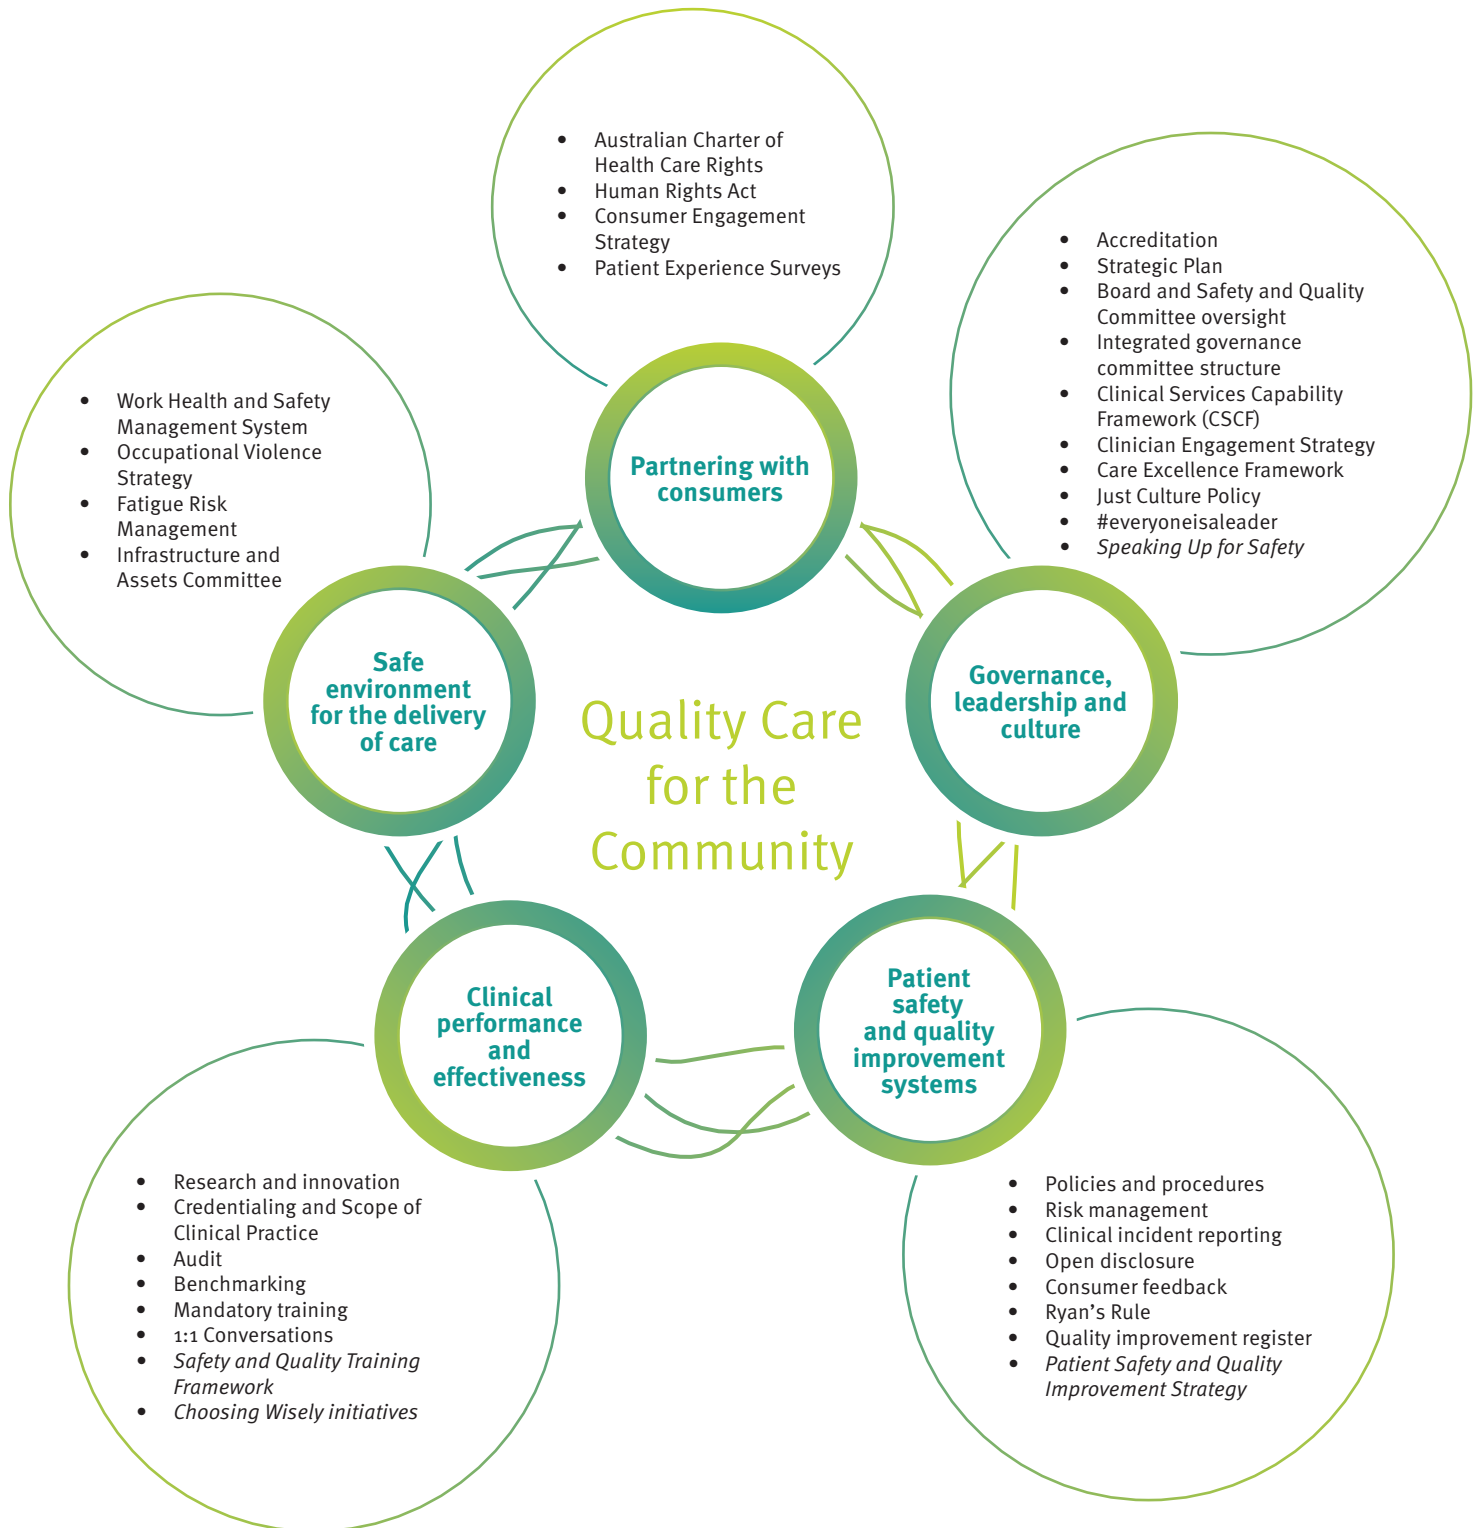 • Australian Charter of
Health Care Rights
• Human Rights Act
• Consumer Engagement
Strategy
• Patient Experience Surveys
Partnering with
consumers
• Accreditation
• Strategic Plan
• Board and Safety and Quality
Committee oversight
• Integrated governance
committee structure
• Clinical Services Capability
Framework (CSCF)
• Clinician Engagement Strategy
• Care Excellence Framework
• Just Culture Policy
• #everyoneisaleader
• Speaking Up for Safety
Governance,
leadership and
culture
• Work Health and Safety
Management System
• Occupational Violence
Strategy
• Fatigue Risk
Management
• Infrastructure and
Assets Committee
Safe
environment
for the delivery
of care
Quality Care
for the
Community
Clinical
performance
and
effectiveness
• Research and innovation
• Credentialing and Scope of
Clinical Practice
• Audit
• Benchmarking
• Mandatory training
• 1:1 Conversations
• Safety and Quality Training
Framework
• Choosing Wisely initiatives
Patient
safety
and quality
improvement
systems
• Policies and procedures
• Risk management
• Clinical incident reporting
• Open disclosure
• Consumer feedback
• Ryan’s Rule
• Quality improvement register
• Patient Safety and Quality
Improvement Strategy